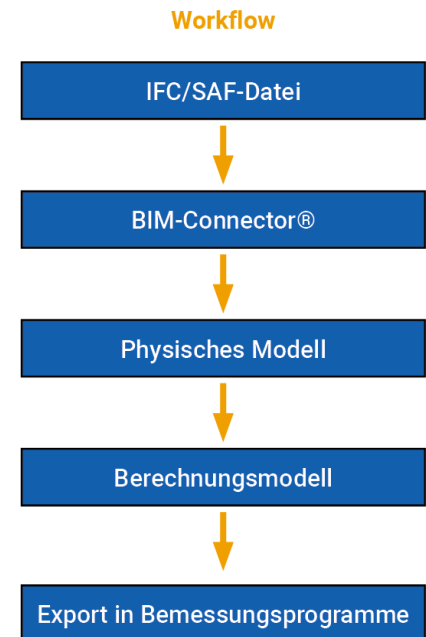 Workflow
IFC/SAF-Datei
BIM-Connector®
Physisches Modell
Berechnungsmodell
Export in Bemessungsprogramme